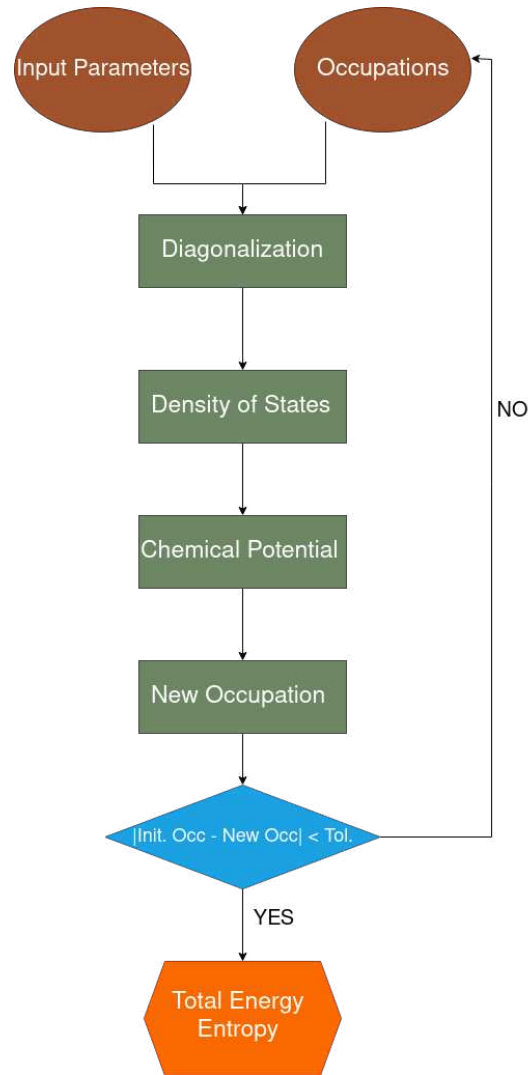 Input Parameters
Occupations
Diagonalization
Density of States
NO
Chemical Potential
New Occupation
|Init. Occ - New Occ| < Tol.
YES
Total Energy
Entropy